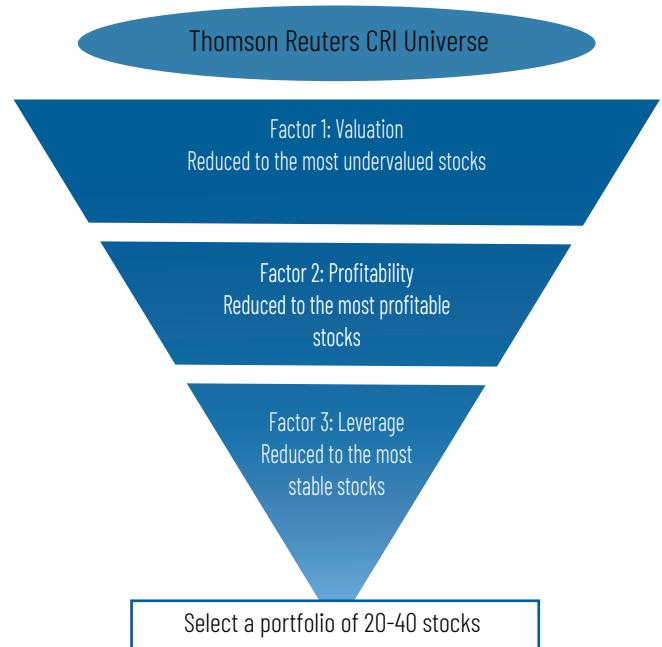 Thomson Reuters CRI Universe
Factor 1: Valuation
Reduced to the most undervalued stocks
Factor 2: Profitability
Reduced to the most profitable
stocks
Factor 3: Leverage
Reduced to the most
stable stocks
Select a portfolio of 20-40 stocks